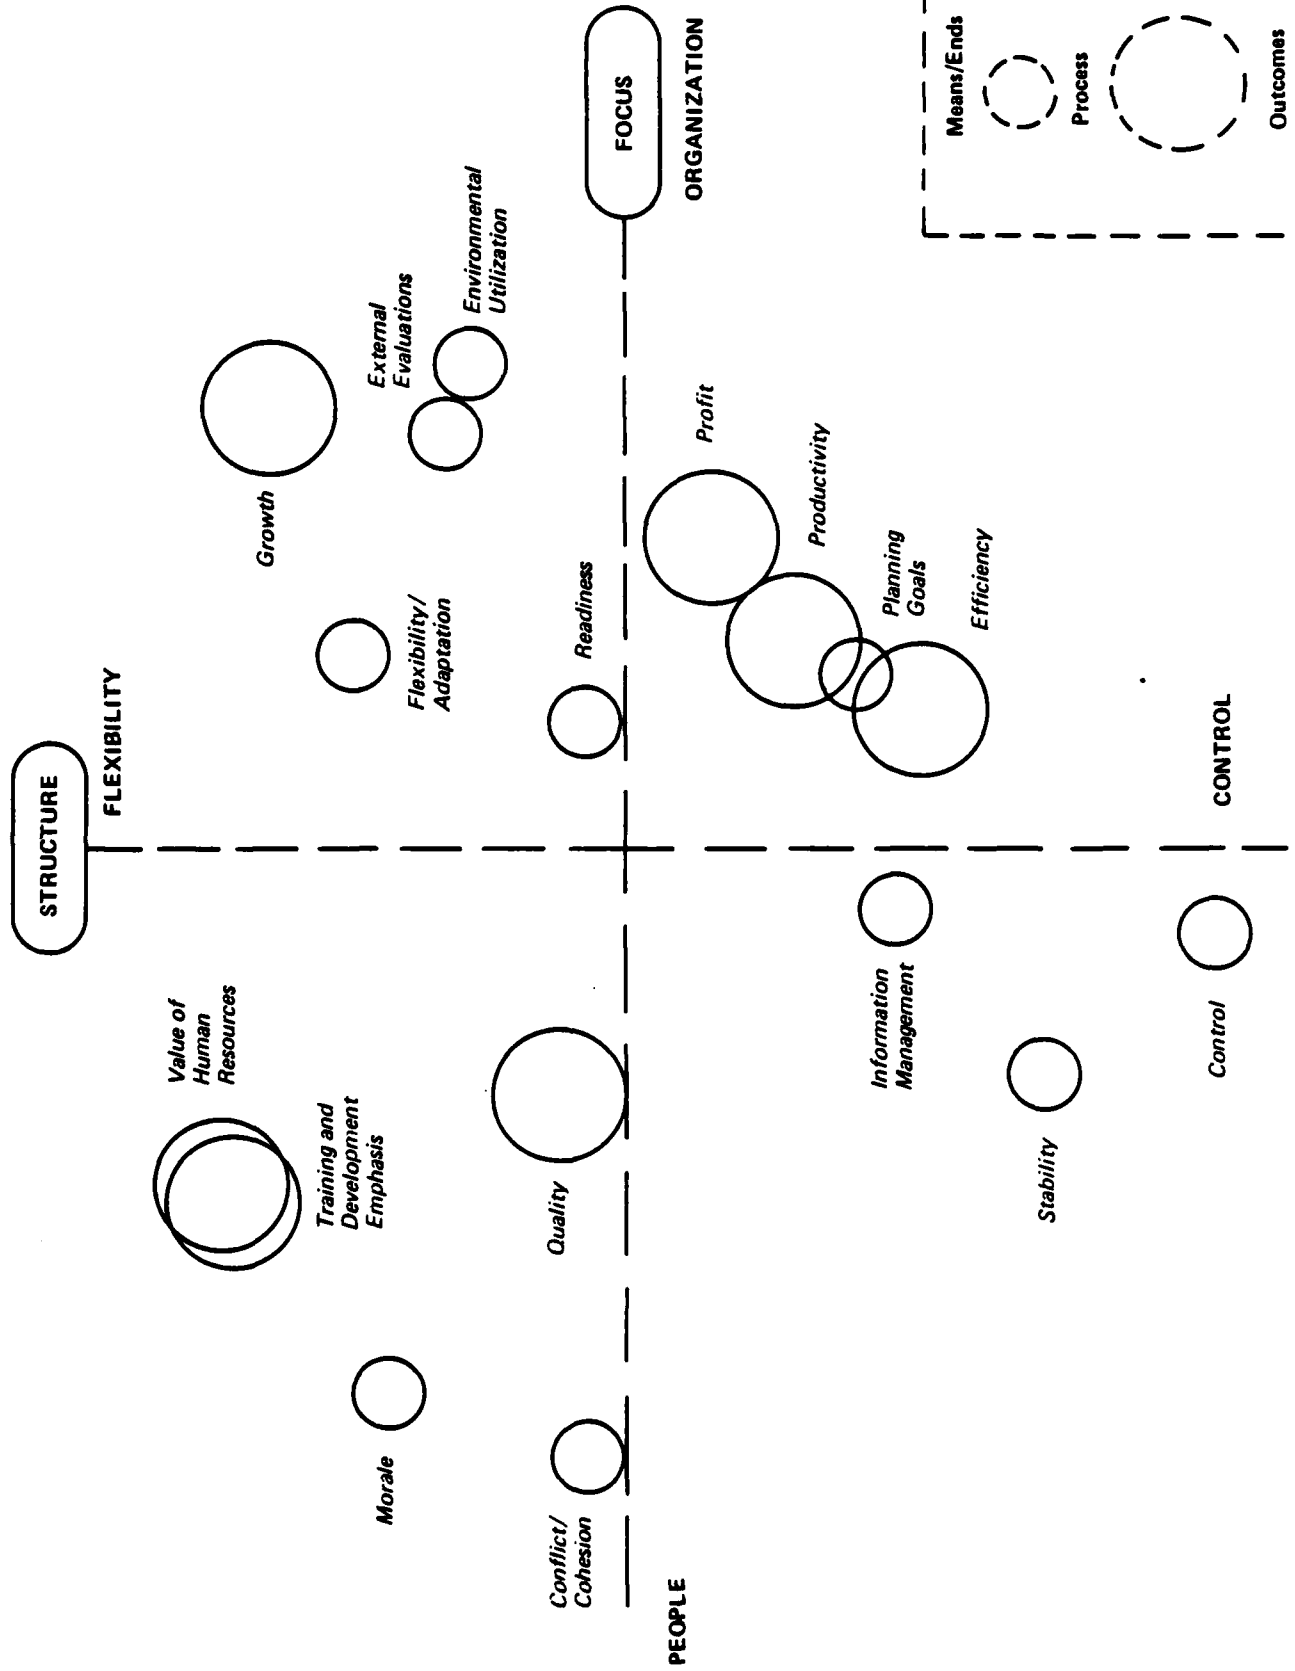 STRUCTURE
FLEXIBILITY
Value of
Human
Resources
Training and
Development
Emphasis
Growth
Morale
Flexibility/
Adaptation
External
Evaluations
Environmental
Utilization
Quality
Conflict/
Cohesion
Readiness
FOCUS
PEOPLE
ORGANIZATION
Profit
Productivity
Information
Management
Planning
Goals
Efficiency
Stability
Control
CONTROL
Means/Ends
Process
Outcomes